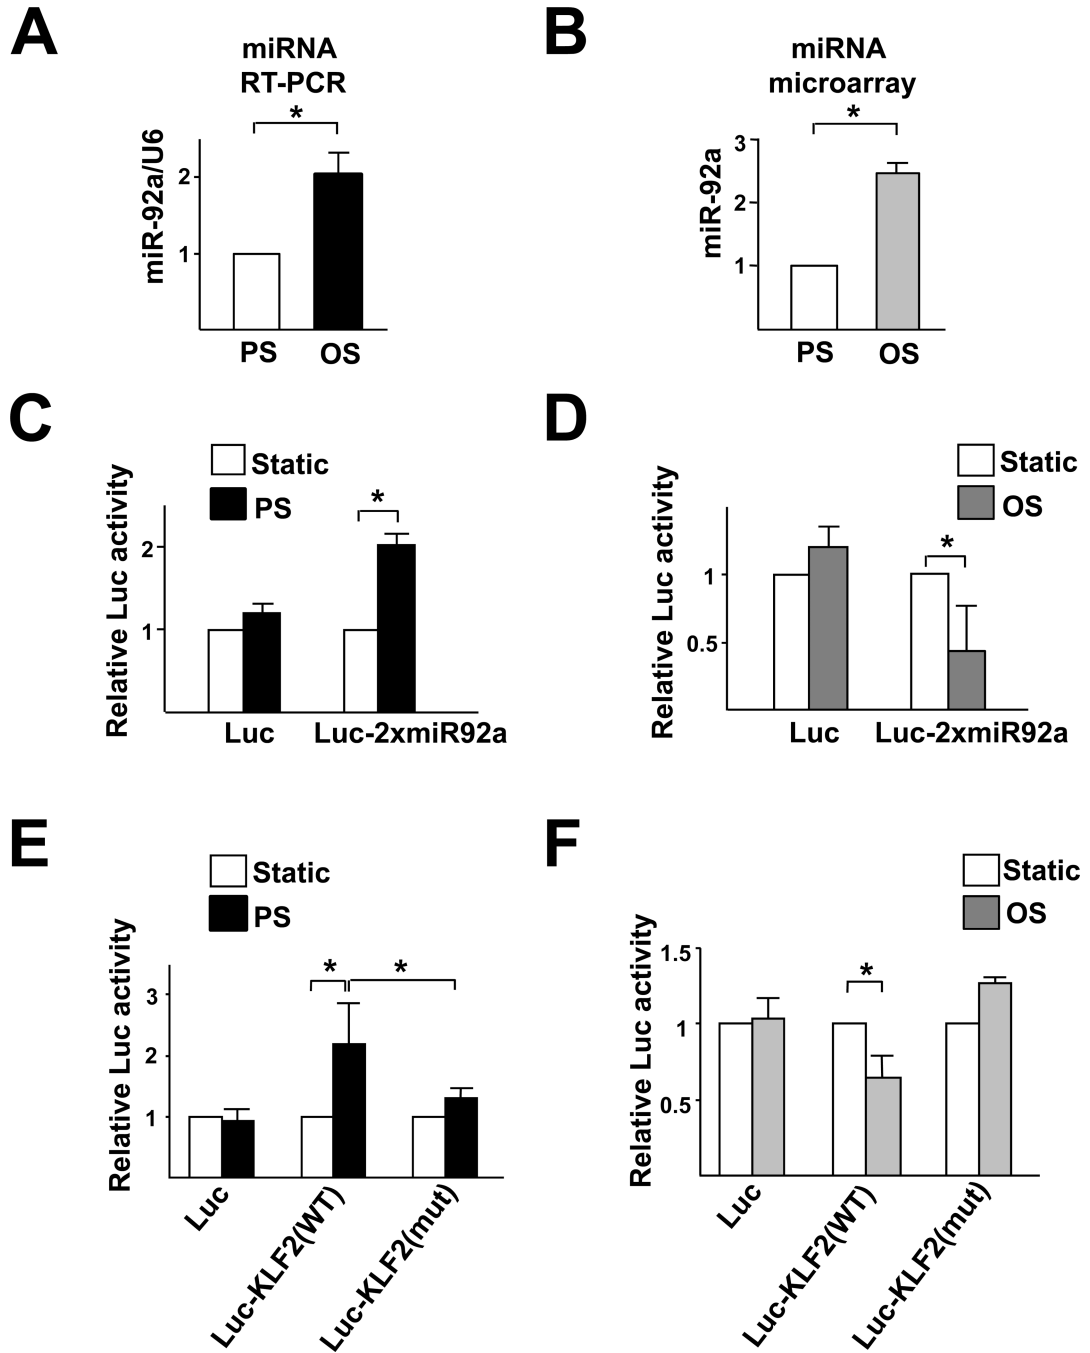 A
miRNA
RT-PCR
*
miR-92a/U6
2
1
PS OS
B
miRNA
microarray
*
miR-92a
3
2
1
PS OS
C
Static
PS
*
Relative Luc activity
2
1
Luc Luc-2xmiR92a
D
Static
OS
*
Relative Luc activity
1
0.5
Luc Luc-2xmiR92a
E
Static
PS
* *
Relative Luc activity
3
2
1
Luc
Luc-KLF2(WT)
Luc-KLF2(mut)
F
Static
OS
*
Relative Luc activity
1.5
1
0.5
Luc
Luc-KLF2(WT)
Luc-KLF2(mut)